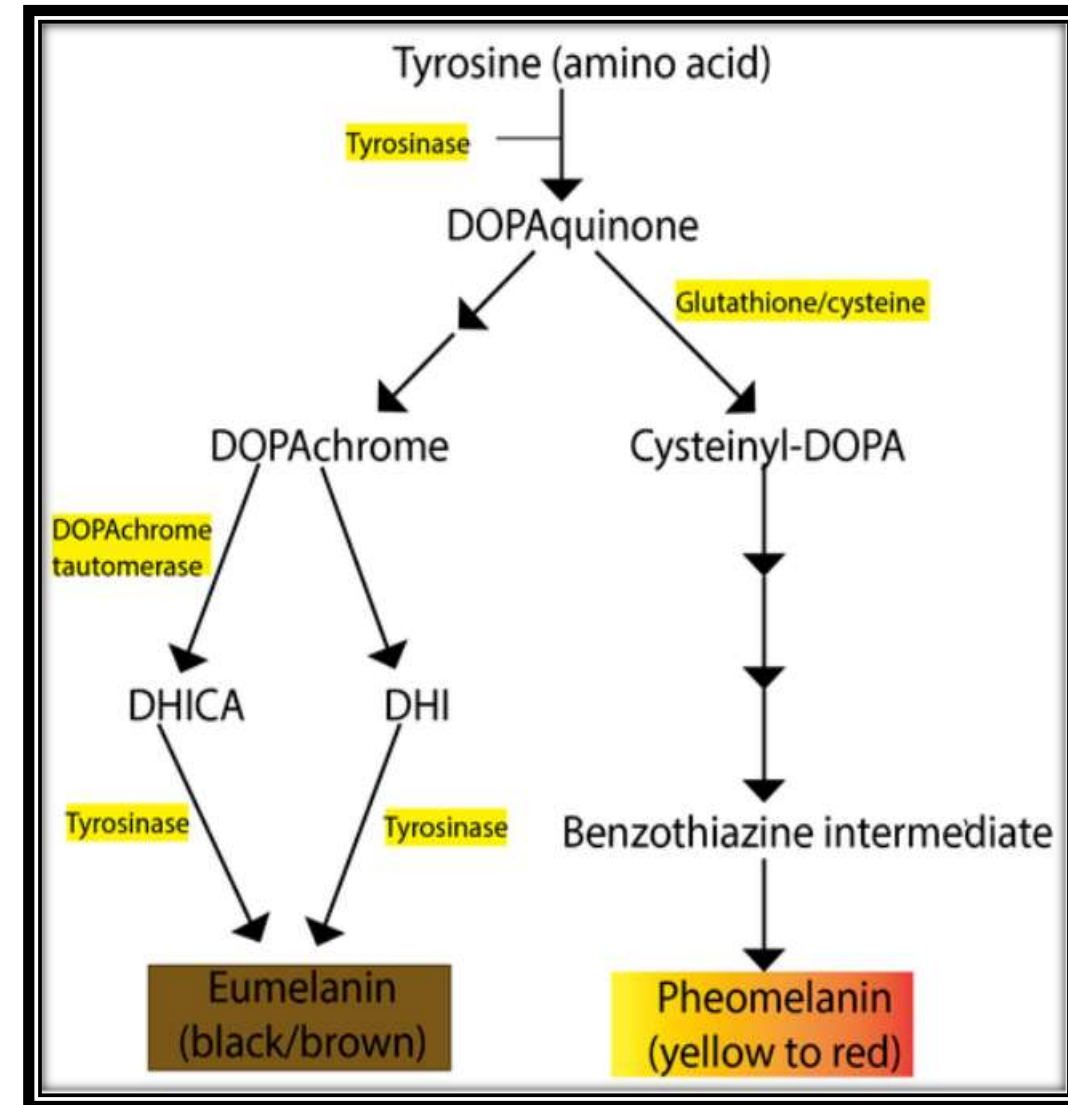 Tyrosine (amino acid)
Tyrosinase
DOPAquinone
Glutathione/cysteine
DOPAchrome
Cysteinyl-DOPA
DOPAchrome
tautomerase
DHICA
DHI
Tyrosinase
Tyrosinase
Benzothiazine intermediate
Eumelanin
(black/brown)
Pheomelanin
(yellow to red)